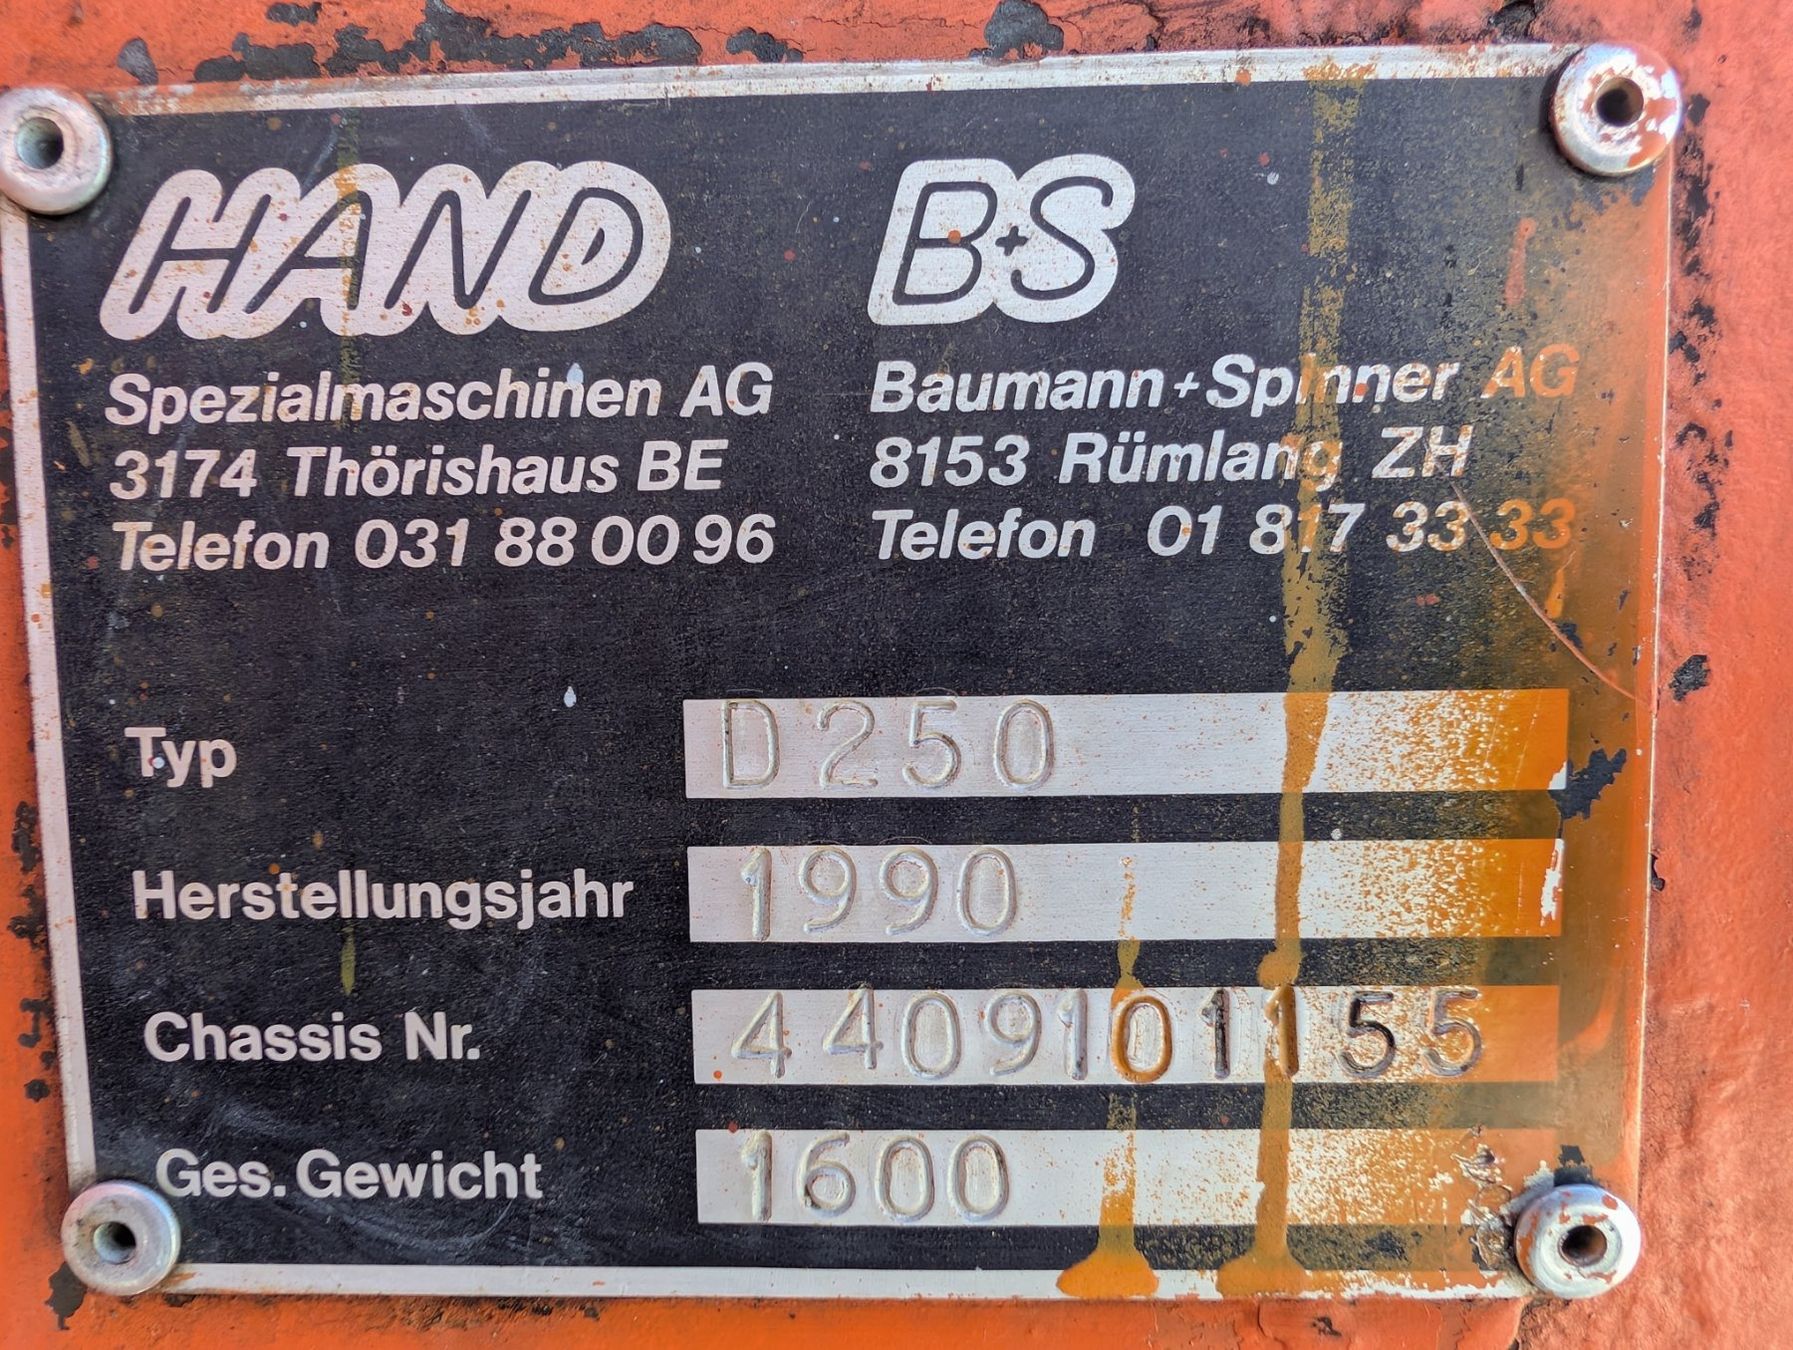 HAND
Spezialmaschinen AG
3174 Thörishaus BE
Telefon 031 88 00 96
B+S
Baumann+Spinner AG
8153 Rümlang ZH
Telefon 01 817 33 33
Typ D250
Herstellungsjahr 1990
Chassis Nr. 4409101155
Ges. Gewicht 1600